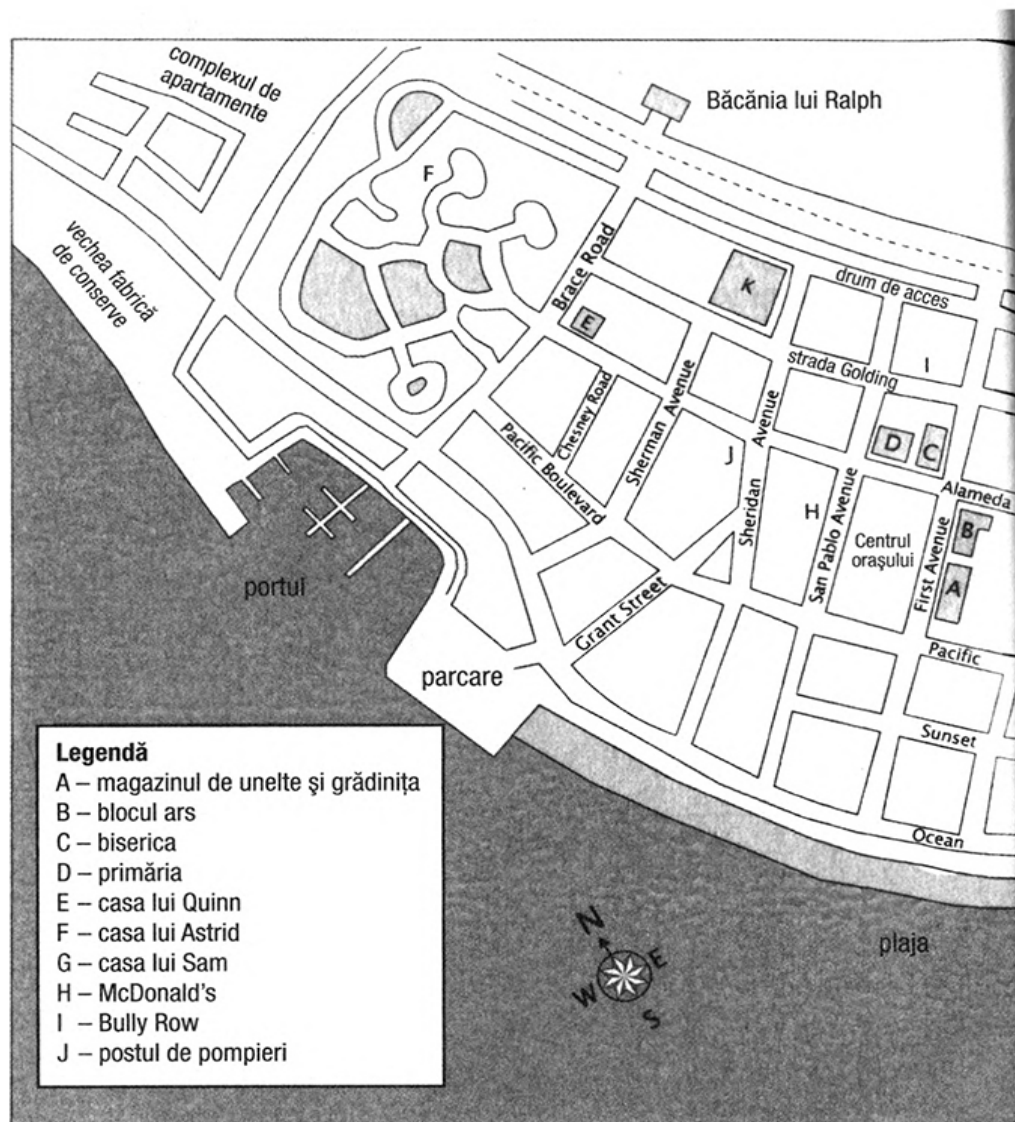 complexul de
apartamente
Băcănia lui Ralph
F
vechea fabrică
de conserve
Brace Road
K
drum de acces
E
strada Golding
I
Chesney Road
Sherman Avenue
Pacific Boulevard
J
Sheridan
Avenue
H
San Pablo Avenue
D
C
Alameda
Centrul
orașului
First Avenue
B
A
portul
Grant Street
parcare
Pacific
Sunset
Ocean
plaja
N
E
W
S
Legendă
A – magazinul de unelte şi grădinița
B – blocul ars
C – biserica
D – primăria
E – casa lui Quinn
F – casa lui Astrid
G – casa lui Sam
H – McDonald's
I – Bully Row
J – postul de pompieri